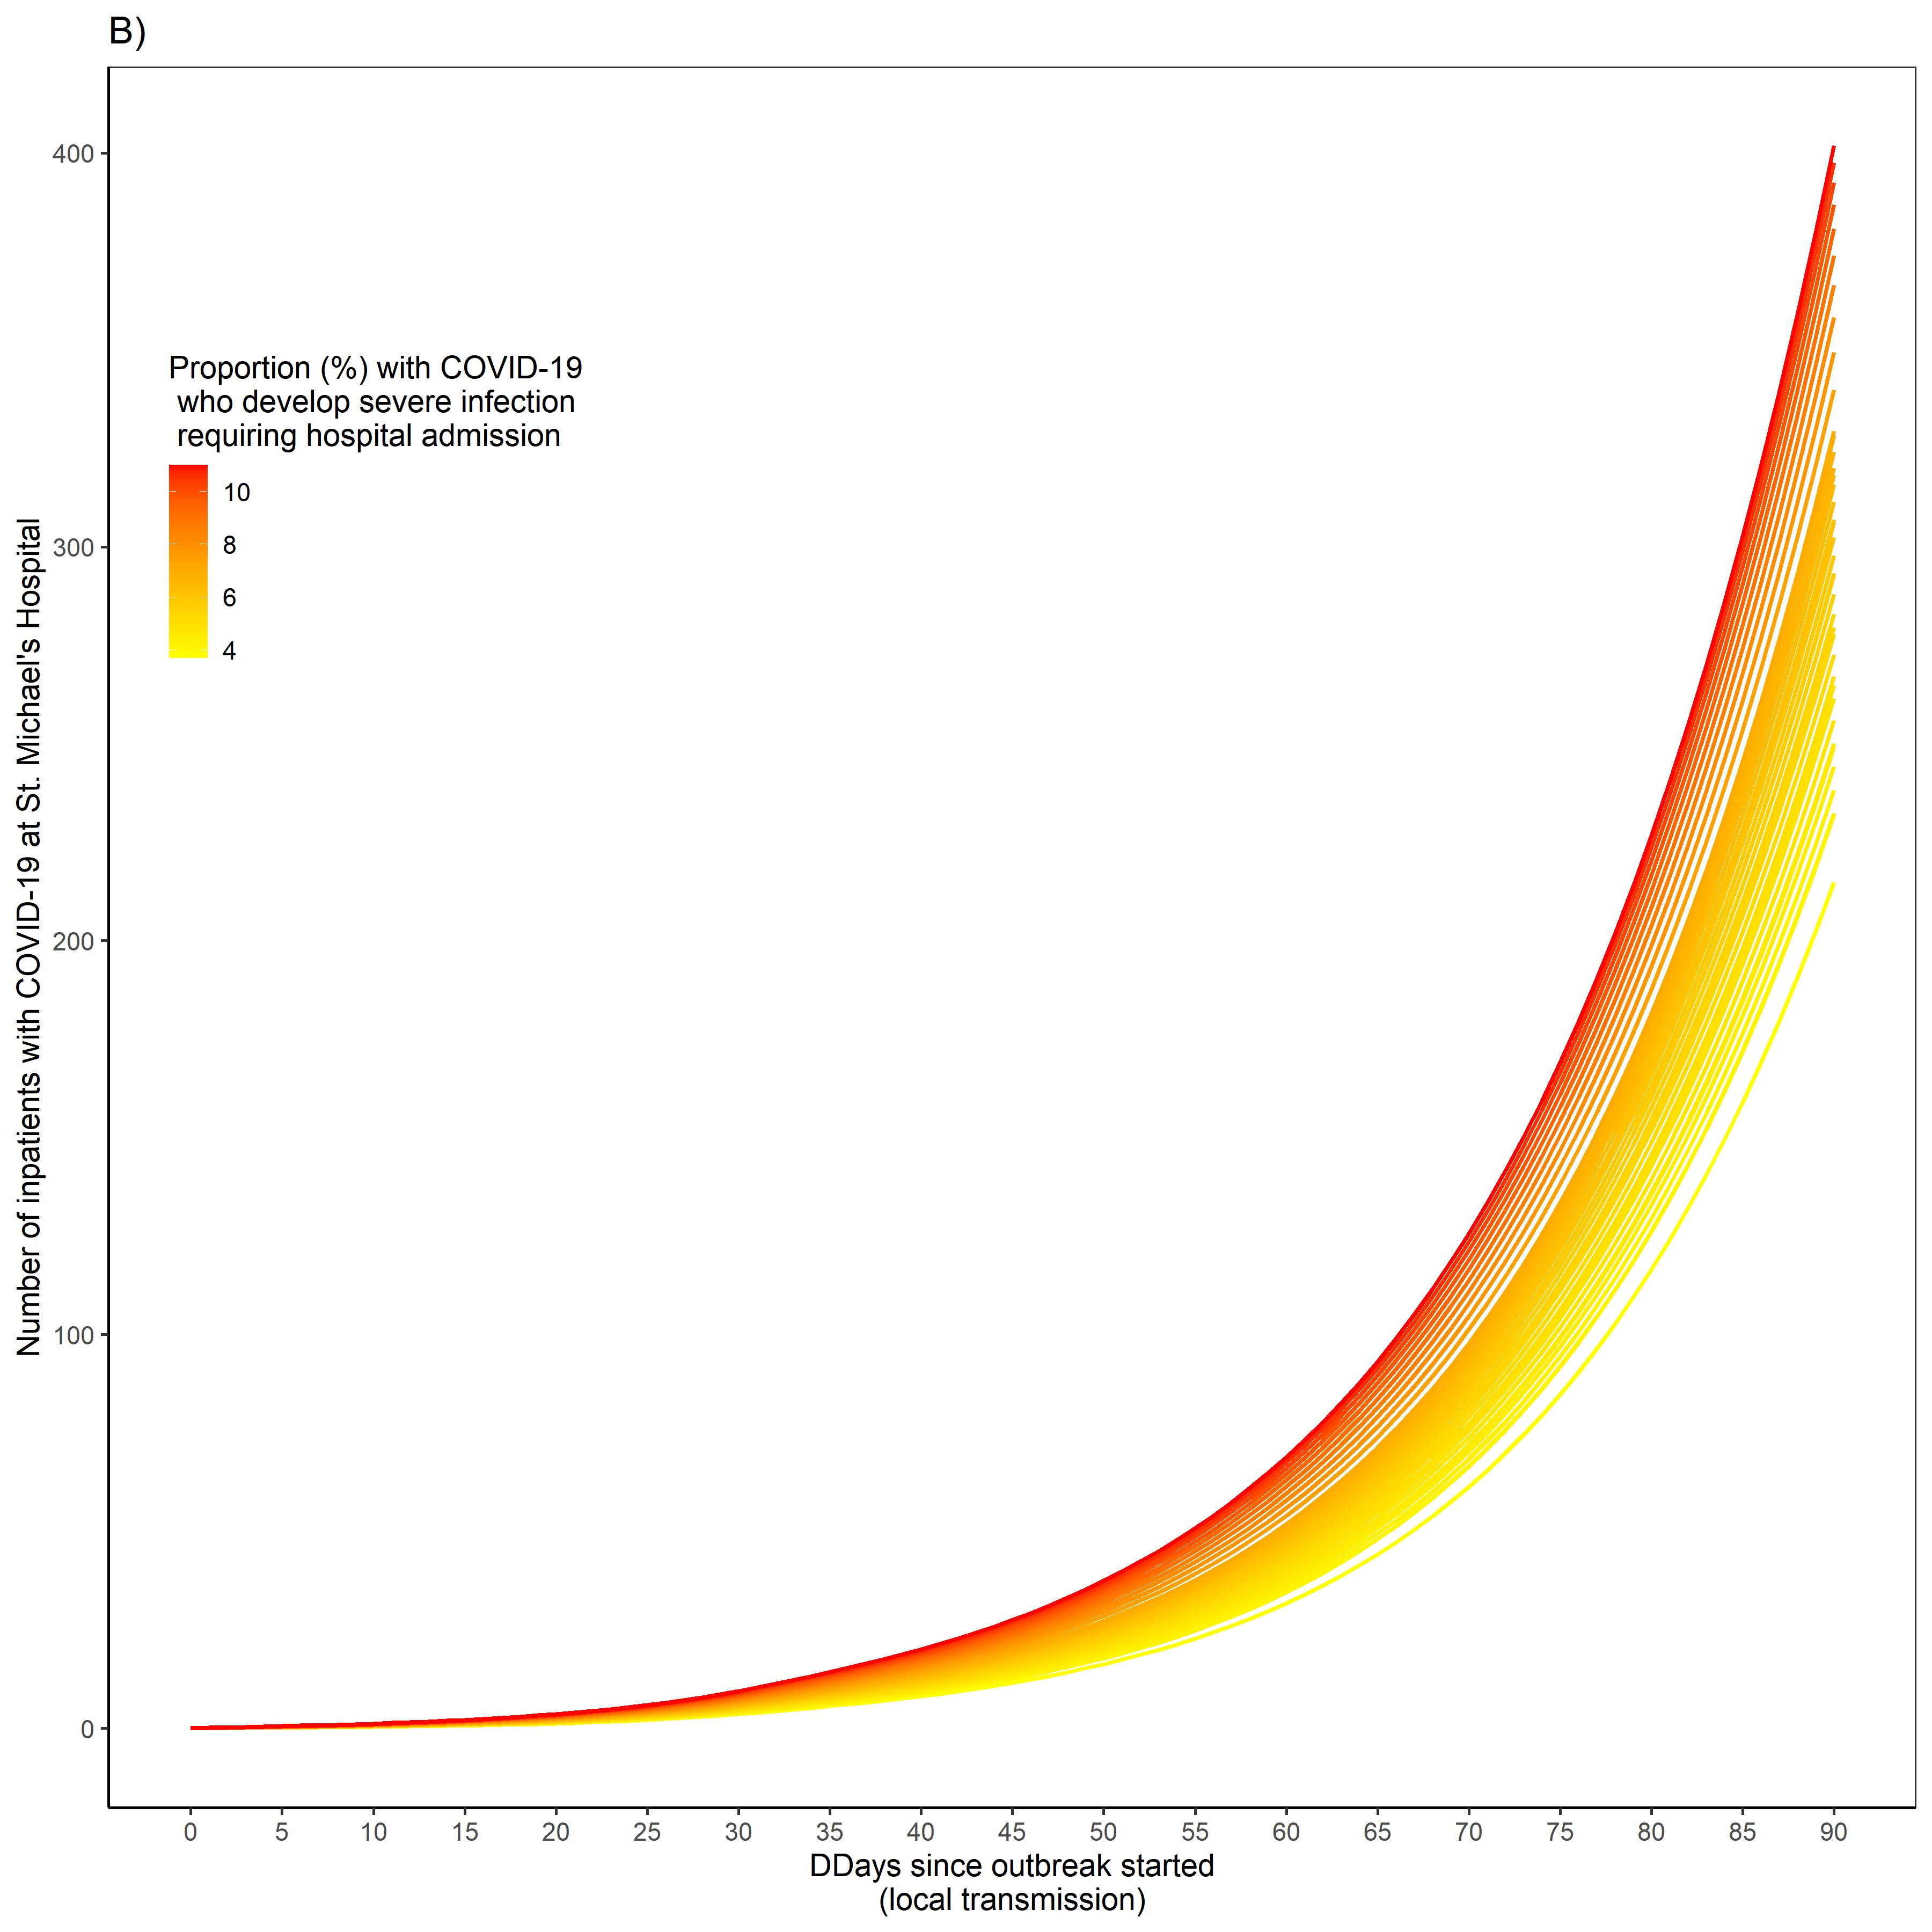 B)
Number of inpatients with COVID-19 at St. Michael's Hospital
400
300
200
100
0
Proportion (%) with COVID-19
who develop severe infection
requiring hospital admission
10
8
6
4
0 5 10 15 20 25 30 35 40 45 50 55 60 65 70 75 80 85 90
DDays since outbreak started
(local transmission)